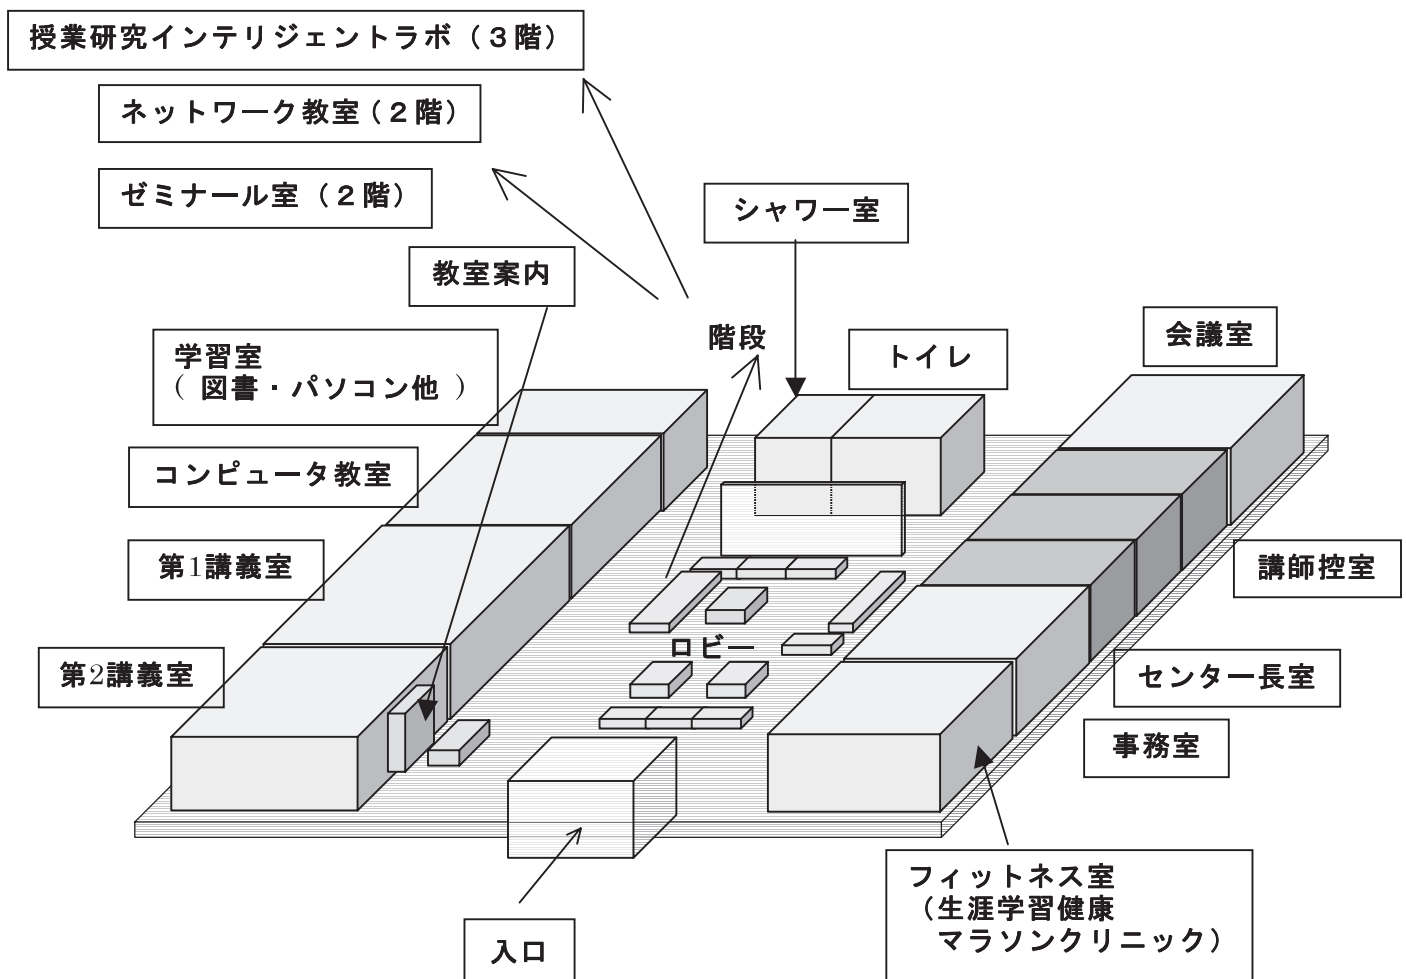 授業研究インテリジェントラボ（３階）
ネットワーク教室（２階）
ゼミナール室（２階）
シャワー室
教室案内
階段
トイレ
会議室
学習室
（ 図書・パソコン他 ）
コンピュータ教室
第1講義室
講師控室
ロビー
第2講義室
センター長室
事務室
フィットネス室
（生涯学習健康
マラソンクリニック）
入口